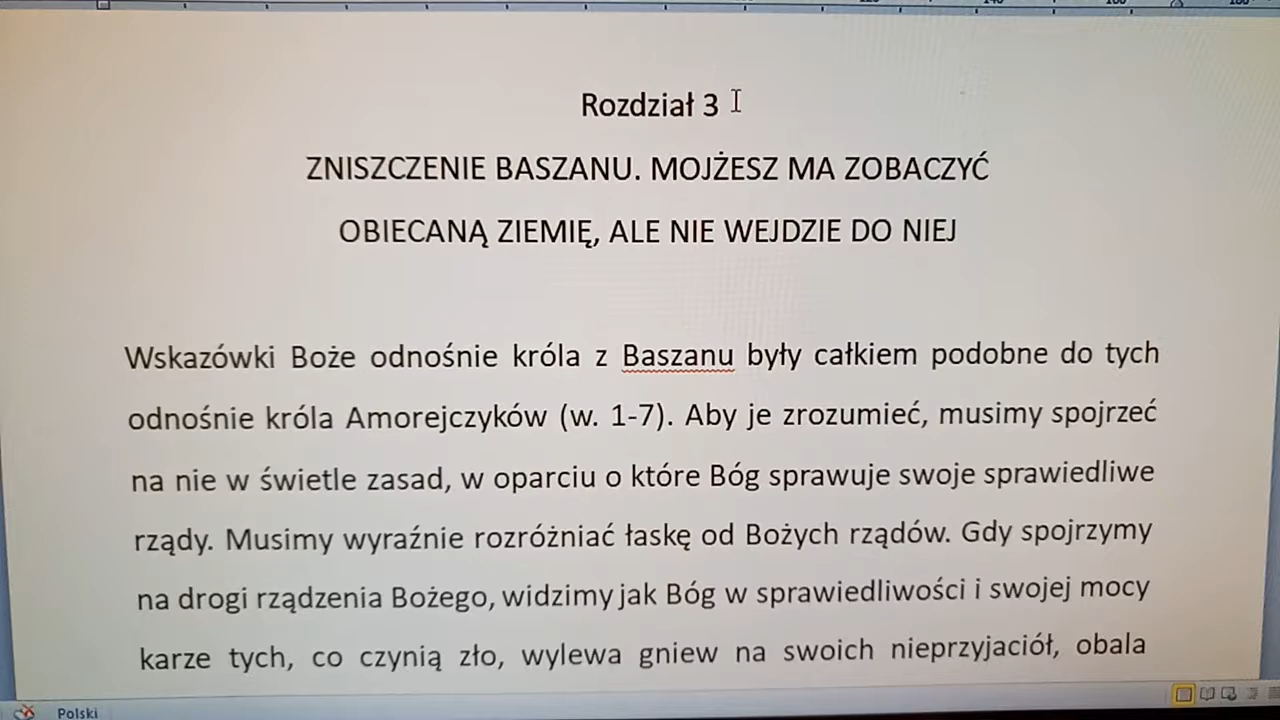 Rozdział 3
ZNISZCZENIE BASZANU. MOJŻESZ MA ZOBACZYĆ
OBIECANĄ ZIEMIĘ, ALE NIE WEJDZIE DO NIEJ
Wskazówki Boże odnośnie króla z Baszanu były całkiem podobne do tych
odnośnie króla Amorejczyków (w. 1-7). Aby je zrozumieć, musimy spojrzeć
na nie w świetle zasad, w oparciu o które Bóg sprawuje swoje sprawiedliwe
rządy. Musimy wyraźnie rozróżniać łaskę od Bożych rządów. Gdy spojrzymy
na drogi rządzenia Bożego, widzimy jak Bóg w sprawiedliwości i swojej mocy
karze tych, co czynią zło, wylewa gniew na swoich nieprzyjaciół, obala
Polski